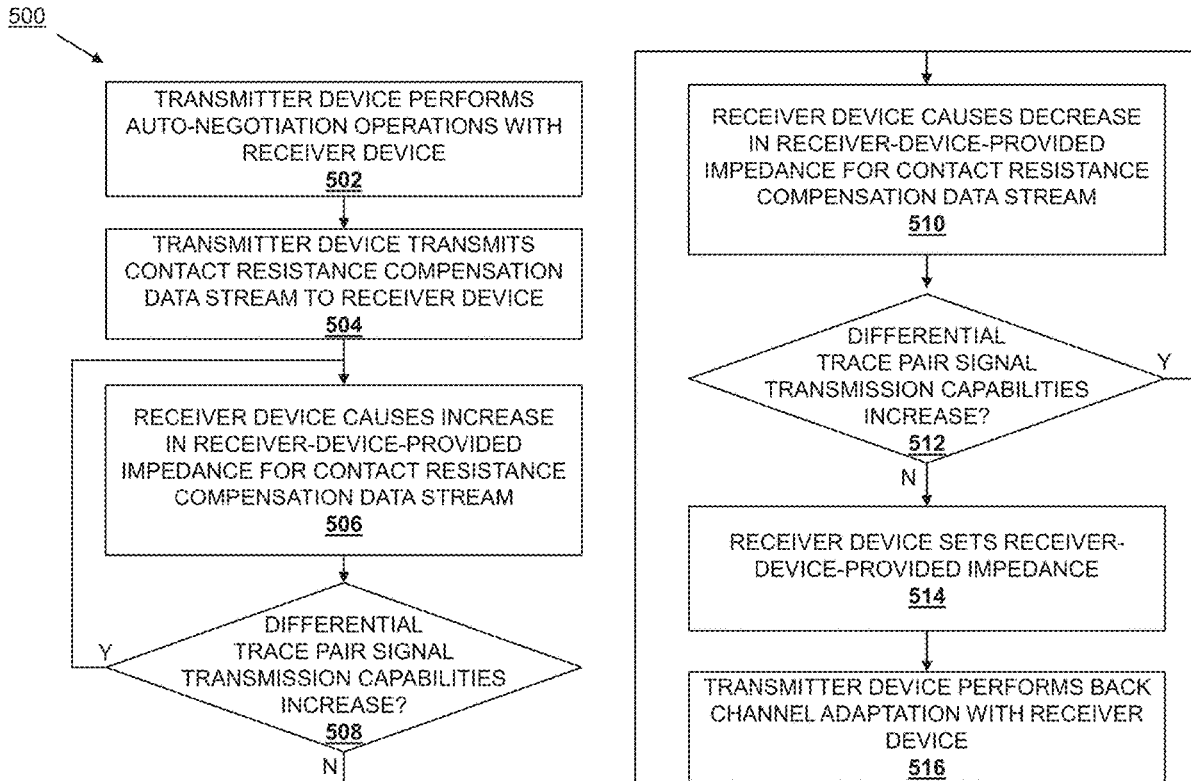 500
TRANSMITTER DEVICE PERFORMS
AUTO-NEGOTIATION OPERATIONS WITH
RECEIVER DEVICE
502
TRANSMITTER DEVICE TRANSMITS
CONTACT RESISTANCE COMPENSATION
DATA STREAM TO RECEIVER DEVICE
504
RECEIVER DEVICE CAUSES INCREASE
IN RECEIVER-DEVICE-PROVIDED
IMPEDANCE FOR CONTACT RESISTANCE
COMPENSATION DATA STREAM
506
DIFFERENTIAL
TRACE PAIR SIGNAL
TRANSMISSION CAPABILITIES
INCREASE?
508
Y
N
RECEIVER DEVICE CAUSES DECREASE
IN RECEIVER-DEVICE-PROVIDED
IMPEDANCE FOR CONTACT RESISTANCE
COMPENSATION DATA STREAM
510
DIFFERENTIAL
TRACE PAIR SIGNAL
TRANSMISSION CAPABILITIES
INCREASE?
512
Y
N
RECEIVER DEVICE SETS RECEIVER-
DEVICE-PROVIDED IMPEDANCE
514
TRANSMITTER DEVICE PERFORMS BACK
CHANNEL ADAPTATION WITH RECEIVER
DEVICE
516